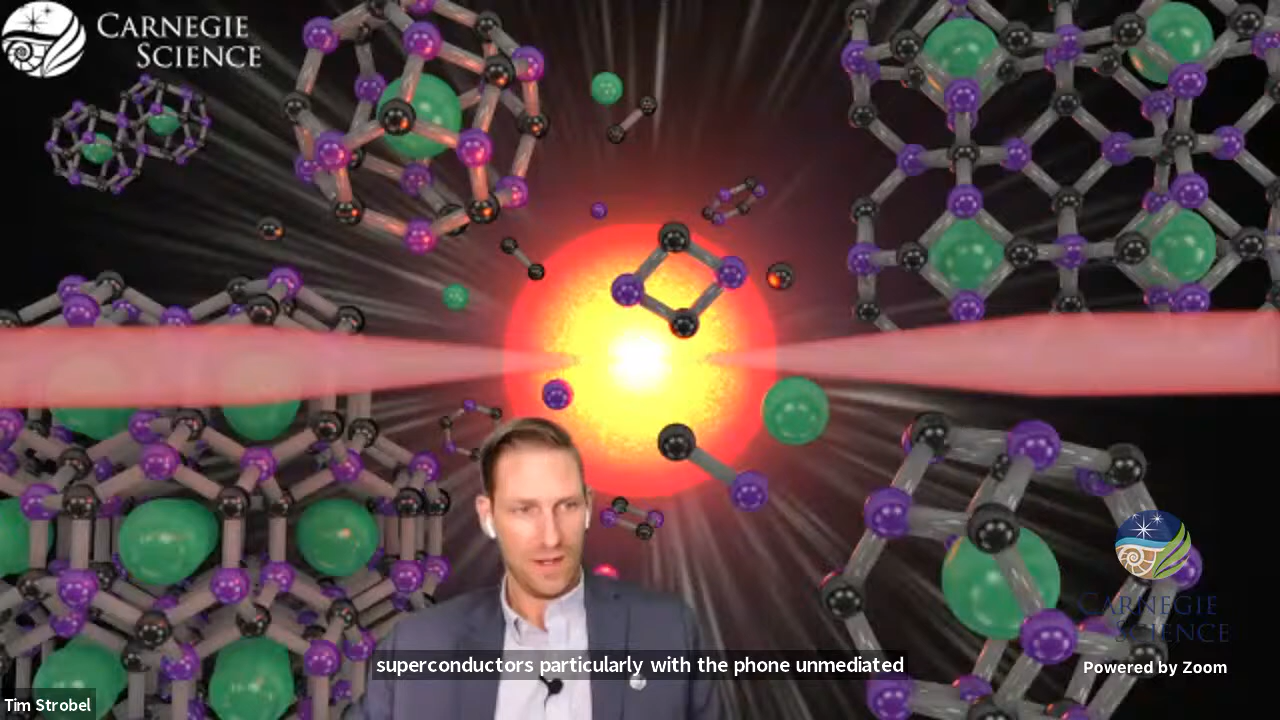 CARNEGIE
SCIENCE
CARNEGIE
SCIENCE
superconductors particularly with the phone unmediated
Powered by Zoom
Tim Strobel